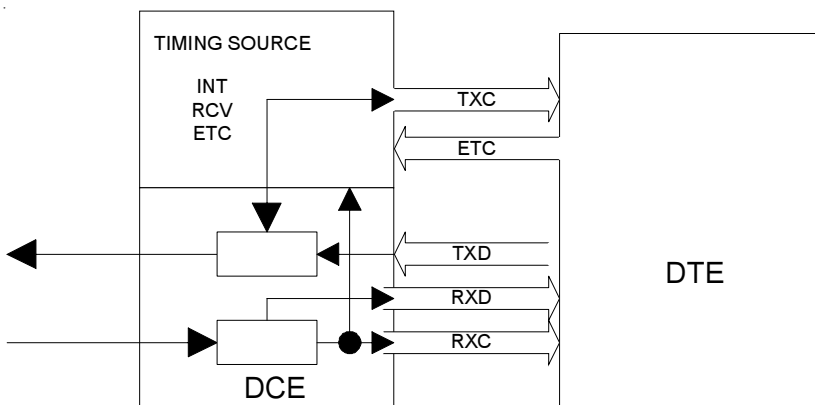 TIMING SOURCE
INT
RCV
ETC
TXC
ETC
TXD
RXD
RXC
DTE
DCE